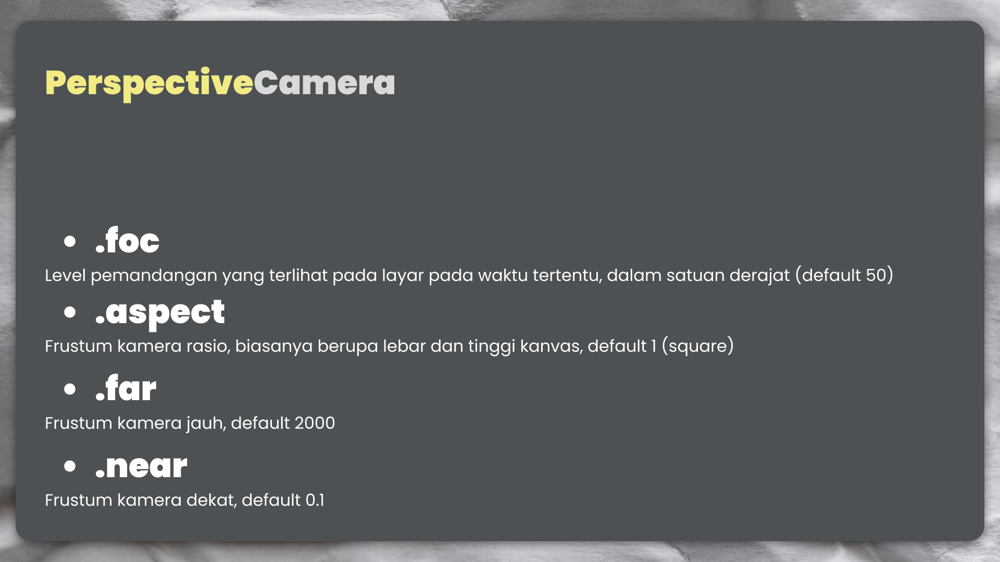 PerspectiveCamera
• .foc
Level pemandangan yang terlihat pada layar pada waktu tertentu, dalam satuan derajat (default 50)
• .aspect
Frustum kamera rasio, biasanya berupa lebar dan tinggi kanvas, default 1 (square)
• .far
Frustum kamera jauh, default 2000
• .near
Frustum kamera dekat, default 0.1